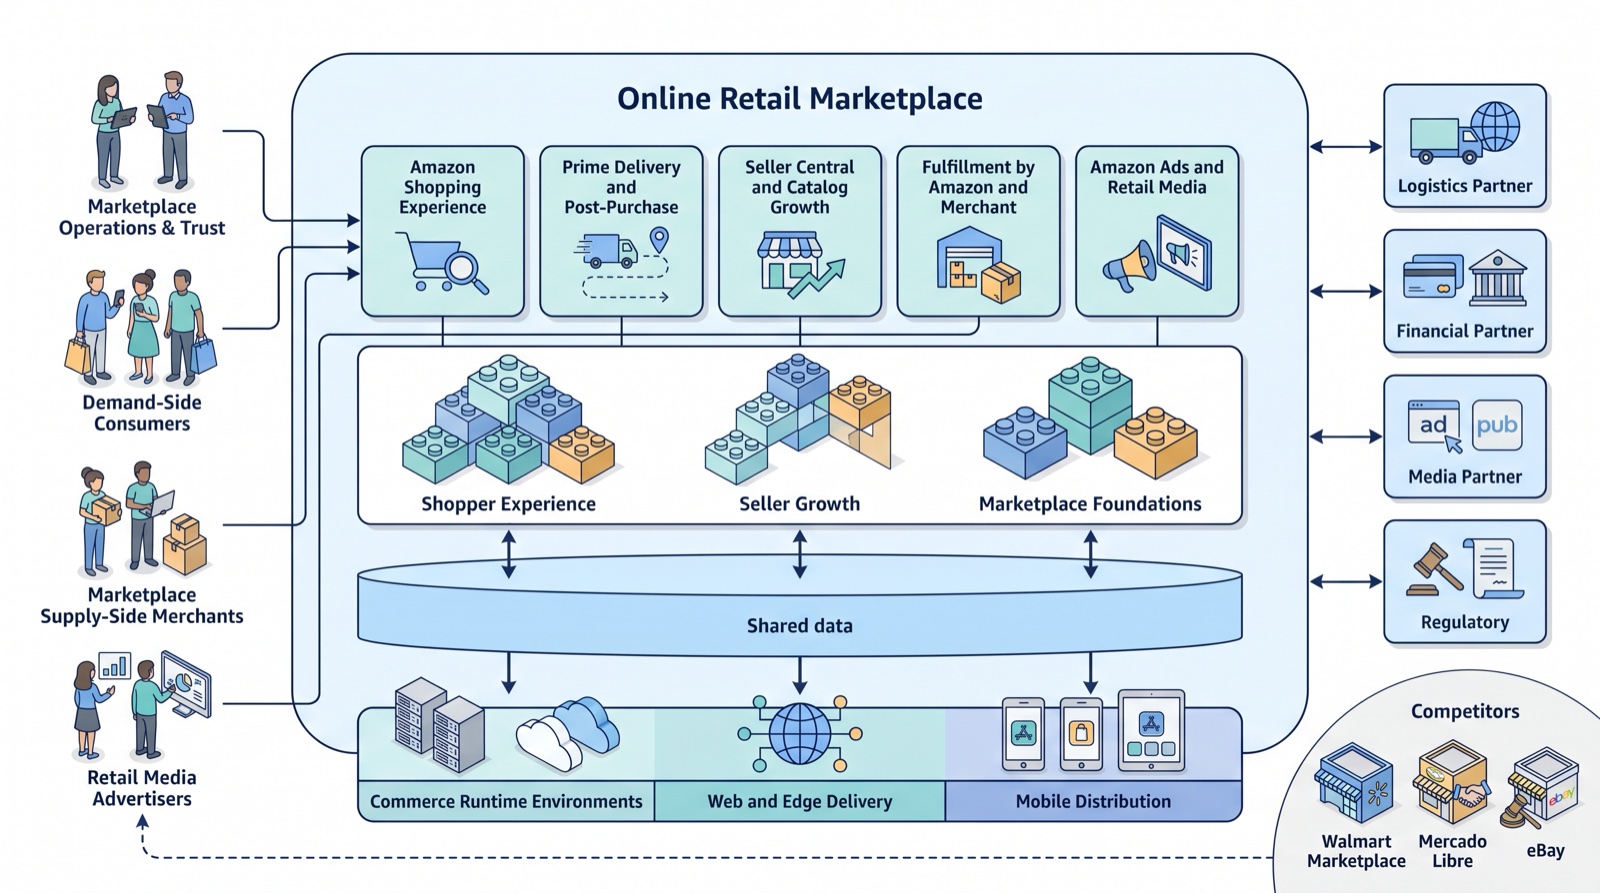 Online Retail Marketplace
Marketplace
Operations & Trust
Demand-Side
Consumers
Marketplace
Supply-Side Merchants
Retail Media
Advertisers
Amazon
Shopping
Experience
Prime Delivery
and
Post-Purchase
Seller Central
and Catalog
Growth
Fulfillment by
Amazon and
Merchant
Amazon Ads and
Retail Media
Shopper Experience
Seller Growth
Marketplace Foundations
Shared data
Commerce Runtime Environments
Web and Edge Delivery
Mobile Distribution
Logistics Partner
Financial Partner
ad
pub
Media Partner
Regulatory
Competitors
Walmart
Marketplace
Mercado
Libre
ebay
eBay